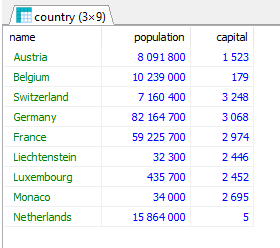 country (3×9)
name population capital
Austria 8 091 800 1 523
Belgium 10 239 000 179
Switzerland 7 160 400 3 248
Germany 82 164 700 3 068
France 59 225 700 2 974
Liechtenstein 32 300 2 446
Luxembourg 435 700 2 452
Monaco 34 000 2 695
Netherlands 15 864 000 5